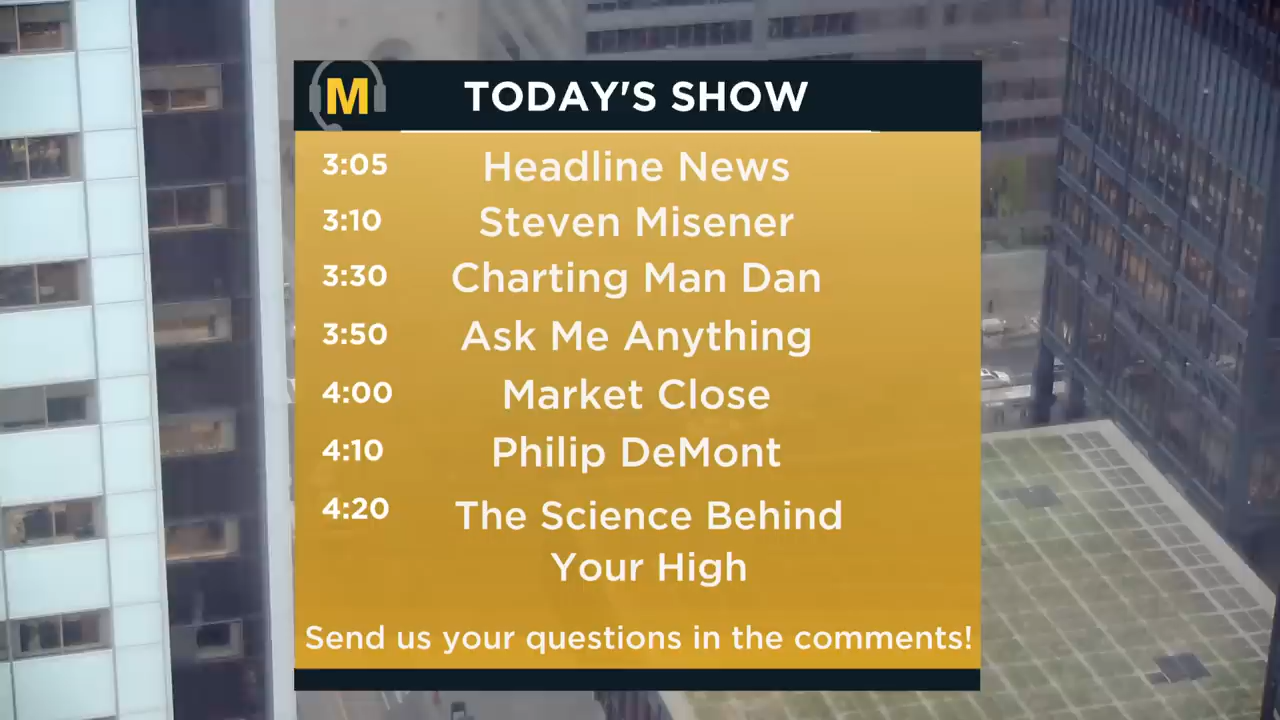 M TODAY'S SHOW
3:05 Headline News
3:10 Steven Misener
3:30 Charting Man Dan
3:50 Ask Me Anything
4:00 Market Close
4:10 Philip DeMont
4:20 The Science Behind
Your High
Send us your questions in the comments!